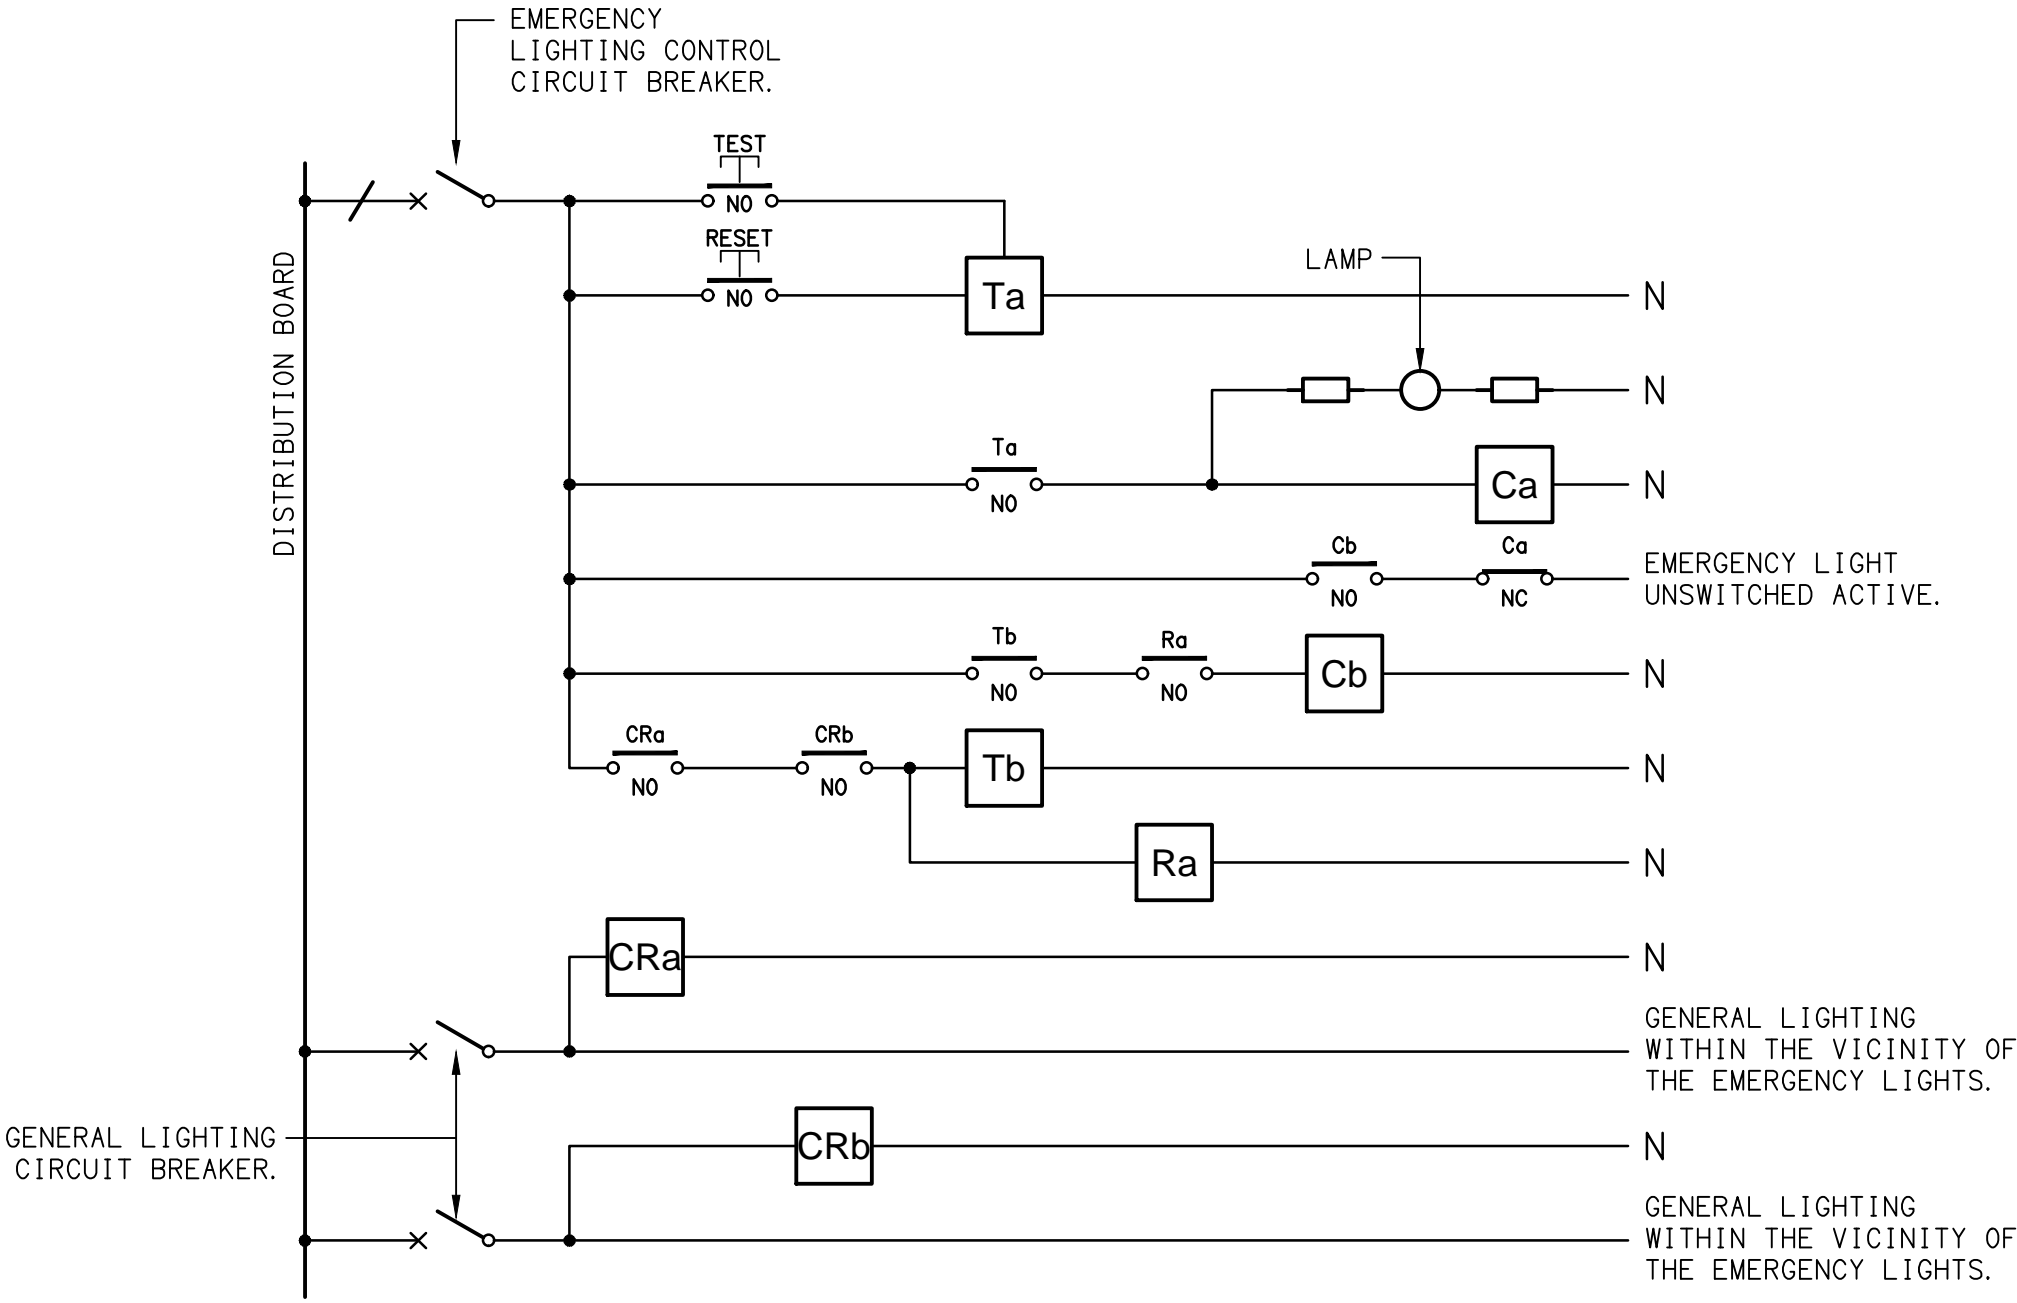 EMERGENCY
LIGHTING CONTROL
CIRCUIT BREAKER.
TEST
NO
RESET
NO
Ta
N
DISTRIBUTION BOARD
LAMP
N
Ta
NO
Ca
N
Cb
NO
Ca
NC
EMERGENCY LIGHT
UNSWITCHED ACTIVE.
Tb
NO
Ra
NO
Cb
N
CRa
NO
CRb
NO
Tb
N
Ra
N
CRa
N
GENERAL LIGHTING
WITHIN THE VICINITY OF
THE EMERGENCY LIGHTS.
GENERAL LIGHTING
CIRCUIT BREAKER.
CRb
N
GENERAL LIGHTING
WITHIN THE VICINITY OF
THE EMERGENCY LIGHTS.